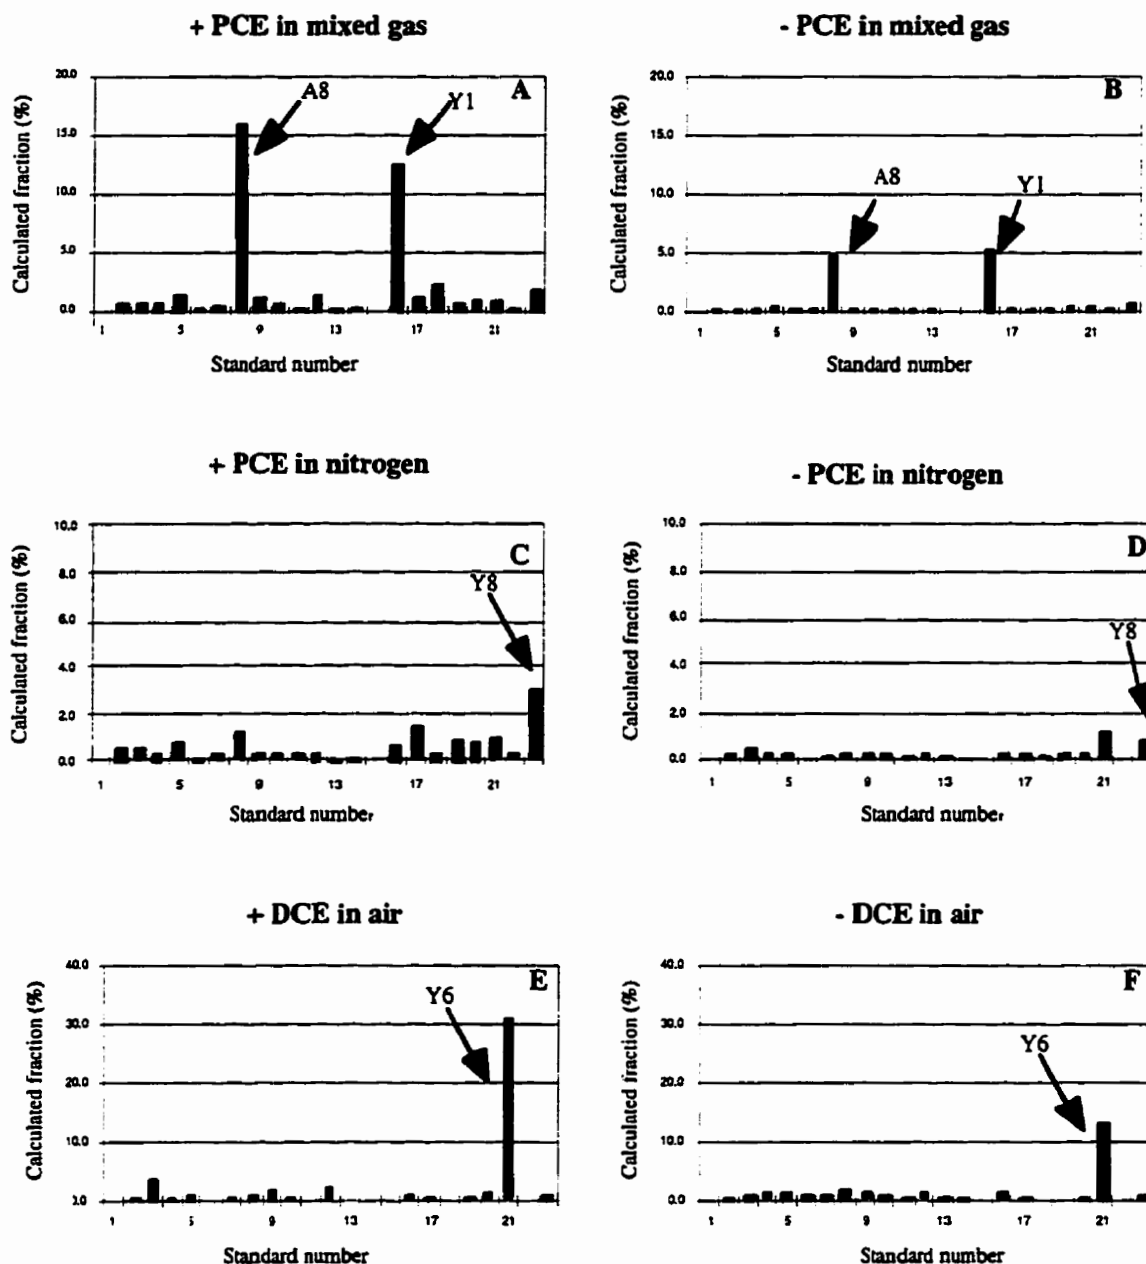 + PCE in mixed gas
20.0
15.0
10.0
5.0
0.0
Calculated fraction (%)
A8
Y1
A
1 5 9 13 17 21
Standard number
- PCE in mixed gas
20.0
15.0
10.0
5.0
0.0
Calculated fraction (%)
A8
Y1
B
1 5 9 13 17 21
Standard number
+ PCE in nitrogen
10.0
8.0
6.0
4.0
2.0
0.0
Calculated fraction (%)
Y8
C
1 5 9 13 17 21
Standard number
- PCE in nitrogen
10.0
8.0
6.0
4.0
2.0
0.0
Calculated fraction (%)
Y8
D
1 5 9 13 17 21
Standard number
+ DCE in air
40.0
30.0
20.0
10.0
0.0
Calculated fraction (%)
Y6
E
1 5 9 13 17 21
Standard number
- DCE in air
40.0
30.0
20.0
10.0
0.0
Calculated fraction (%)
Y6
F
1 5 9 13 17 21
Standard number